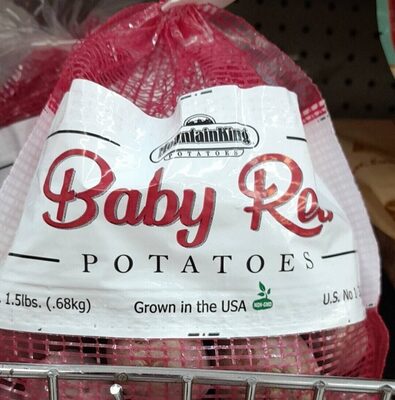 MountainKing
POTATOES
Baby Re
POTATOES
1.5lbs. (.68kg)
Grown in the USA
NON-GMO
U.S. No 1